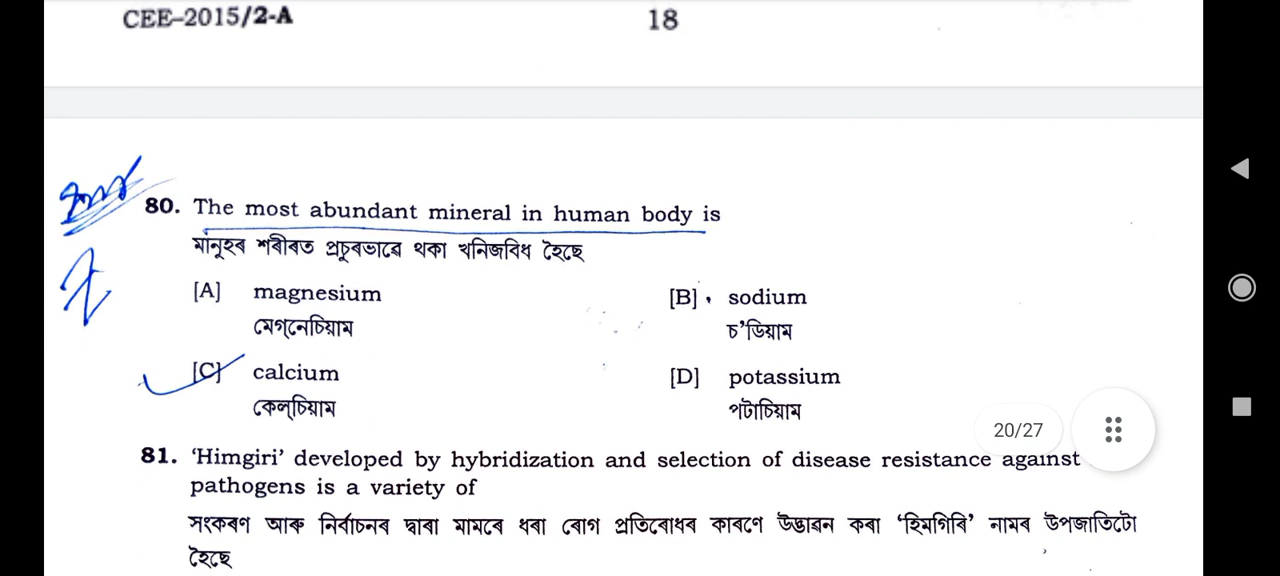 CEE–2015/2-A 18
80. The most abundant mineral in human body is
মানুহৰ শৰীৰত প্ৰচুৰভাৱে থকা খনিজবিধ হৈছে
[A] magnesium [B] sodium
মেগ্নেচিয়াম চ’ডিয়াম
[C] calcium [D] potassium
কেল্‌চিয়াম পটাচিয়াম
20/27
81. ‘Himgiri’ developed by hybridization and selection of disease resistance against
pathogens is a variety of
সংকৰণ আৰু নিৰ্বাচনৰ দ্বাৰা মামৰে ধৰা ৰোগ প্ৰতিৰোধৰ কাৰণে উদ্ভাৱন কৰা ‘হিমগিৰি’ নামৰ উপজাতিটো
হৈছে